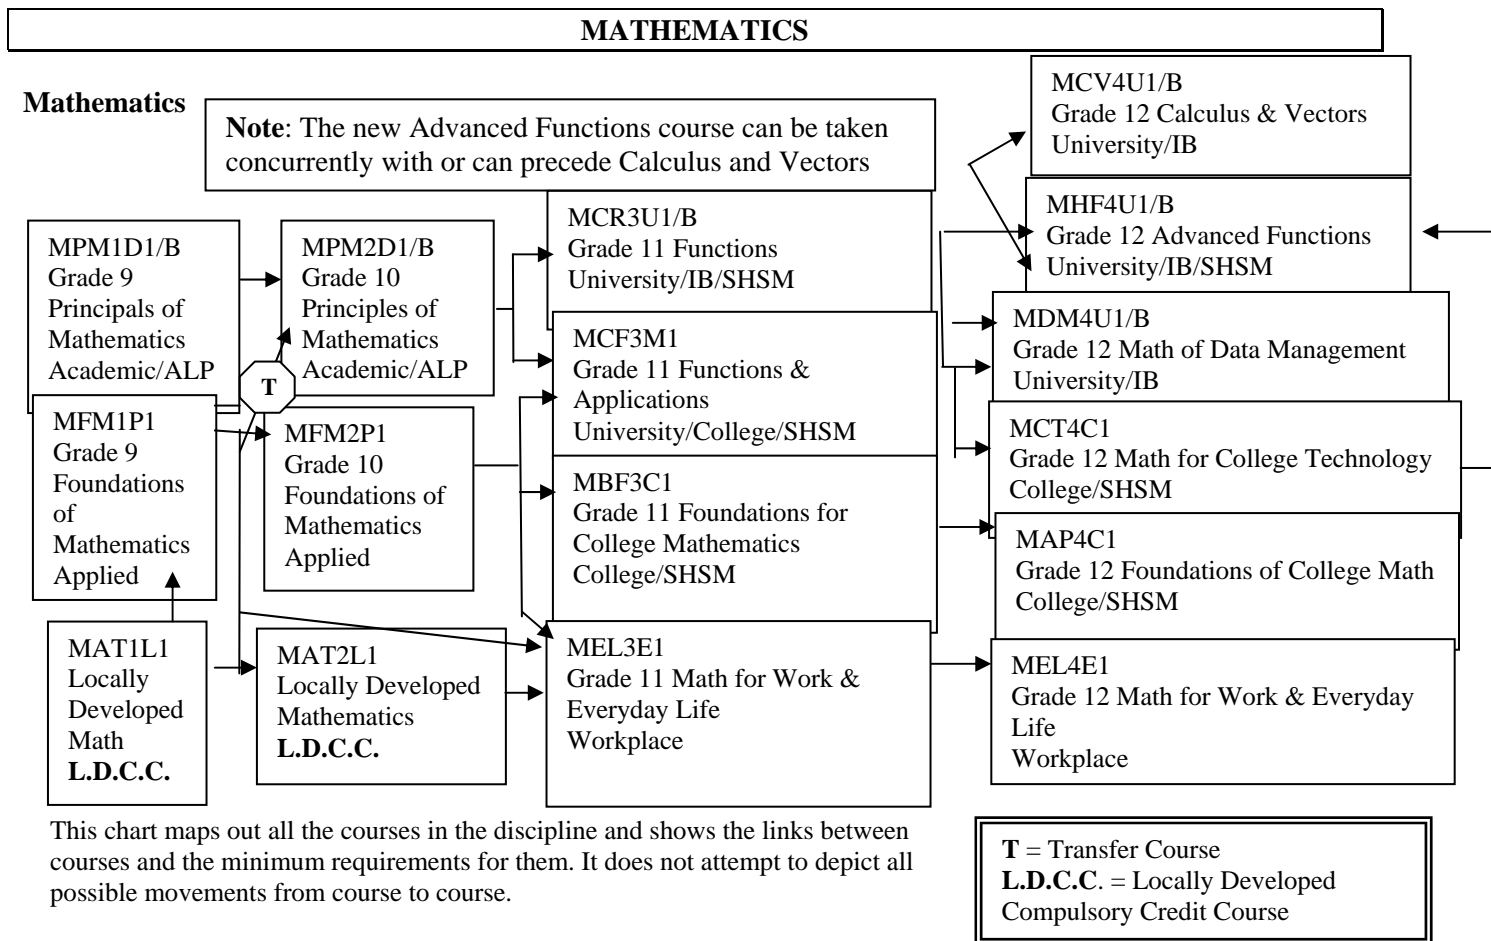 MATHEMATICS
Mathematics
Note: The new Advanced Functions course can be taken
concurrently with or can precede Calculus and Vectors
MPM1D1/B
Grade 9
Principals of
Mathematics
Academic/ALP
MFM1P1
Grade 9
Foundations
of
Mathematics
Applied
MAT1L1
Locally
Developed
Math
L.D.C.C.
T
MPM2D1/B
Grade 10
Principles of
Mathematics
Academic/ALP
MFM2P1
Grade 10
Foundations of
Mathematics
Applied
MAT2L1
Locally Developed
Mathematics
L.D.C.C.
MCR3U1/B
Grade 11 Functions
University/IB/SHSM
MCF3M1
Grade 11 Functions &
Applications
University/College/SHSM
MBF3C1
Grade 11 Foundations for
College Mathematics
College/SHSM
MEL3E1
Grade 11 Math for Work &
Everyday Life
Workplace
MCV4U1/B
Grade 12 Calculus & Vectors
University/IB
MHF4U1/B
Grade 12 Advanced Functions
University/IB/SHSM
MDM4U1/B
Grade 12 Math of Data Management
University/IB
MCT4C1
Grade 12 Math for College Technology
College/SHSM
MAP4C1
Grade 12 Foundations of College Math
College/SHSM
MEL4E1
Grade 12 Math for Work & Everyday
Life
Workplace
This chart maps out all the courses in the discipline and shows the links between
courses and the minimum requirements for them. It does not attempt to depict all
possible movements from course to course.
T = Transfer Course
L.D.C.C. = Locally Developed
Compulsory Credit Course